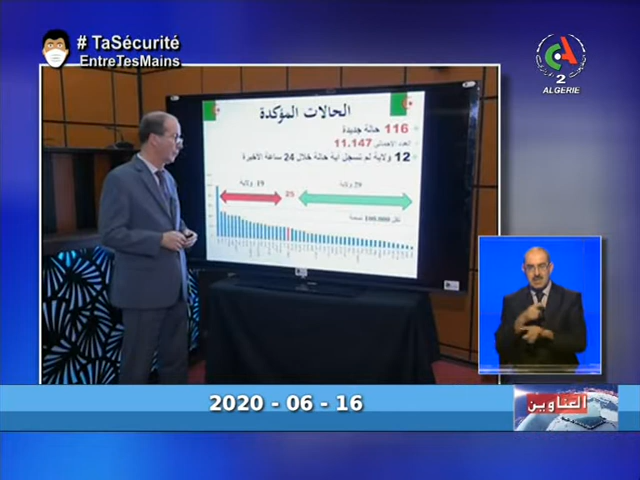 # TaSécurité
EntreTesMains
2
ALGERIE
الحالات المؤكدة
116 حالة جديدة
العدد الإجمالي 11.147
12 ولاية لم تسجل أية حالة خلال 24 ساعة الأخيرة
19 ولاية
25
29 ولاية
لكل 100.000 نسمة
2020 - 06 - 16
العناوين